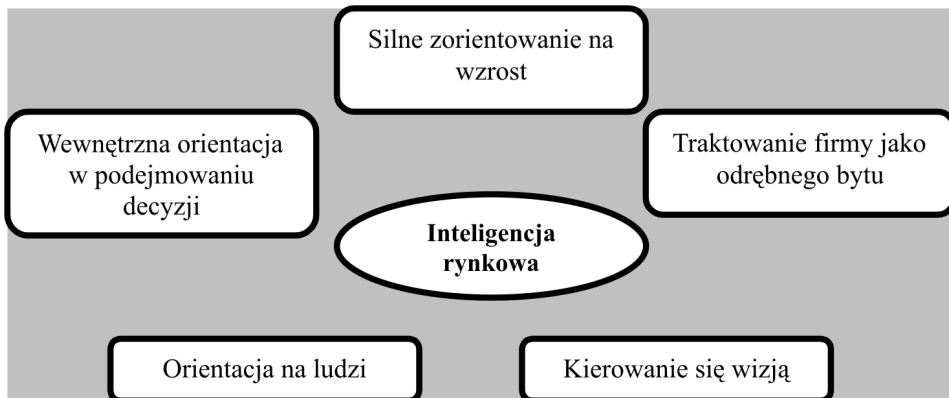 Silne zorientowanie na
wzrost
Wewnętrzna orientacja
w podejmowaniu
decyzji
Traktowanie firmy jako
odrębnego bytu
Inteligencja
rynkowa
Orientacja na ludzi
Kierowanie się wizją